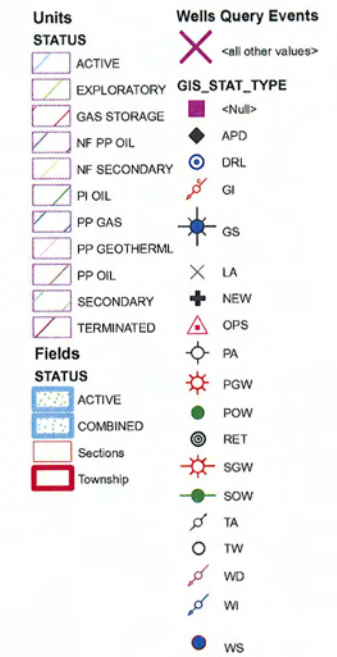 Units
STATUS
ACTIVE
EXPLORATORY
GAS STORAGE
NF PP OIL
NF SECONDARY
PI OIL
PP GAS
PP GEOTHERML
PP OIL
SECONDARY
TERMINATED
Fields
STATUS
ACTIVE
COMBINED
Sections
Township
Wells Query Events
<all other values>
GIS_STAT_TYPE
<Null>
APD
DRL
GI
GS
LA
NEW
OPS
PA
PGW
POW
RET
SGW
SOW
TA
TW
WD
WI
WS